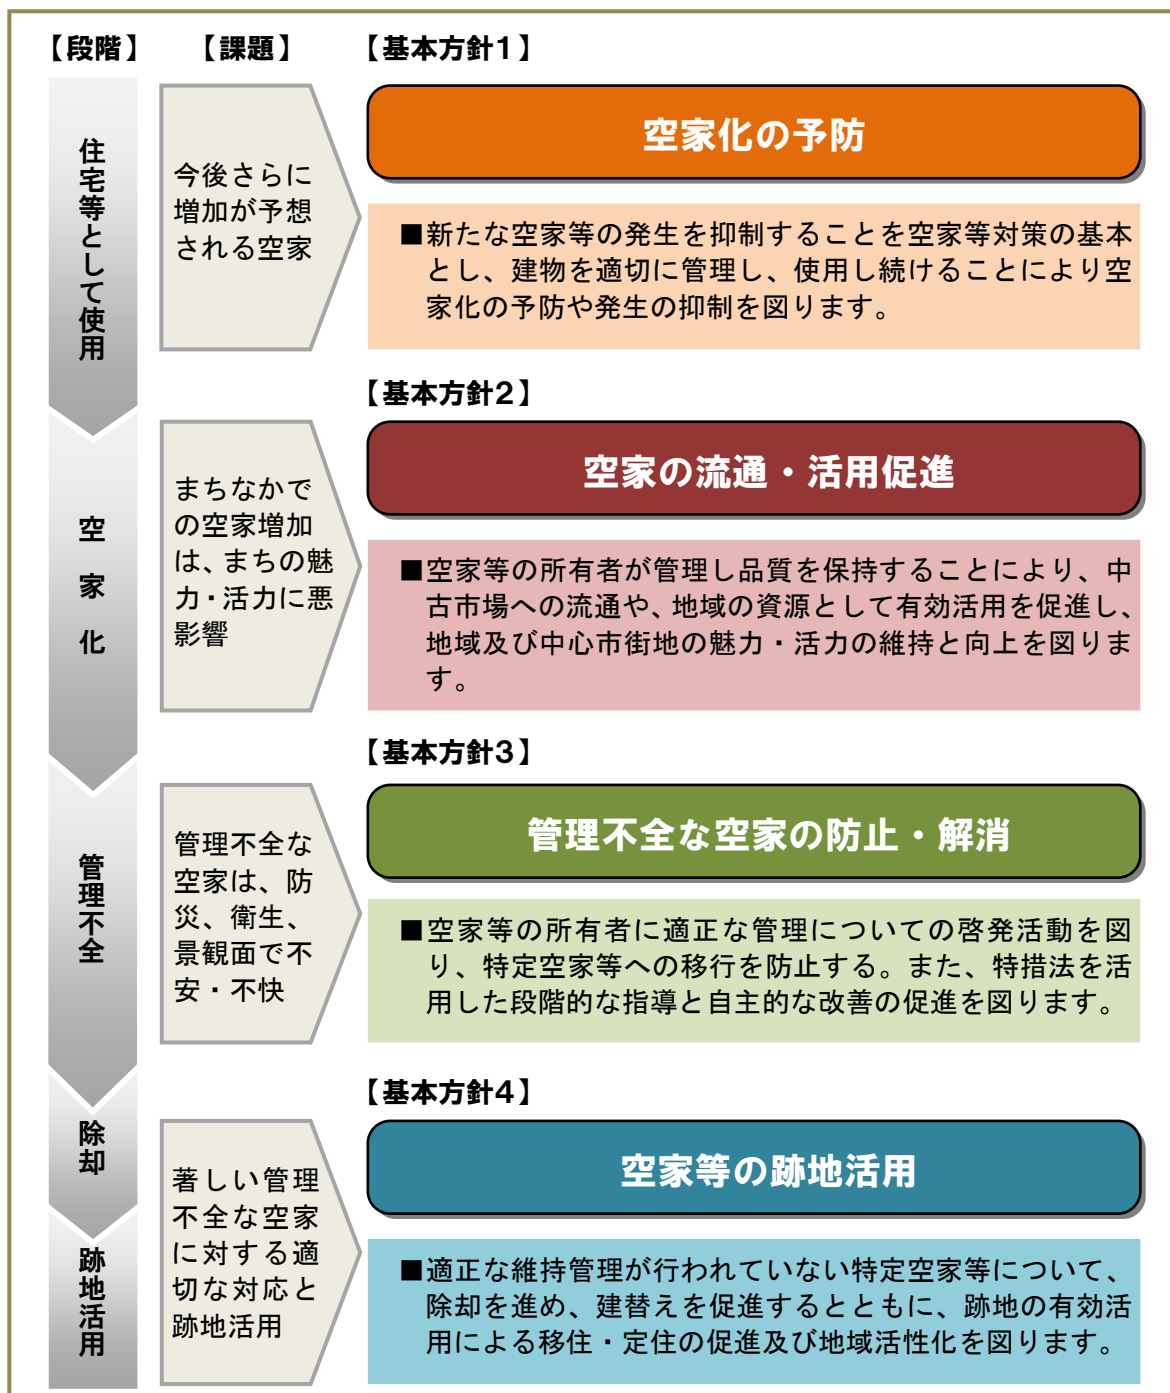 【段階】
【課題】
【基本方針1】
住宅等として使用
今後さらに
増加が予想
される空家
空家化の予防
■新たな空家等の発生を抑制することを空家等対策の基本
とし、建物を適切に管理し、使用し続けることにより空
家化の予防や発生の抑制を図ります。
【基本方針2】
空家化
まちなかで
の空家増加
は、まちの魅
力・活力に悪
影響
空家の流通・活用促進
■空家等の所有者が管理し品質を保持することにより、中
古市場への流通や、地域の資源として有効活用を促進し、
地域及び中心市街地の魅力・活力の維持と向上を図りま
す。
【基本方針3】
管理不全
管理不全な
空家は、防
災、衛生、
景観面で不
安・不快
管理不全な空家の防止・解消
■空家等の所有者に適正な管理についての啓発活動を図
り、特定空家等への移行を防止する。また、特措法を活
用した段階的な指導と自主的な改善の促進を図ります。
【基本方針4】
除却
跡地活用
著しい管理
不全な空家
に対する適
切な対応と
跡地活用
空家等の跡地活用
■適正な維持管理が行われていない特定空家等について、
除却を進め、建替えを促進するとともに、跡地の有効活
用による移住・定住の促進及び地域活性化を図ります。